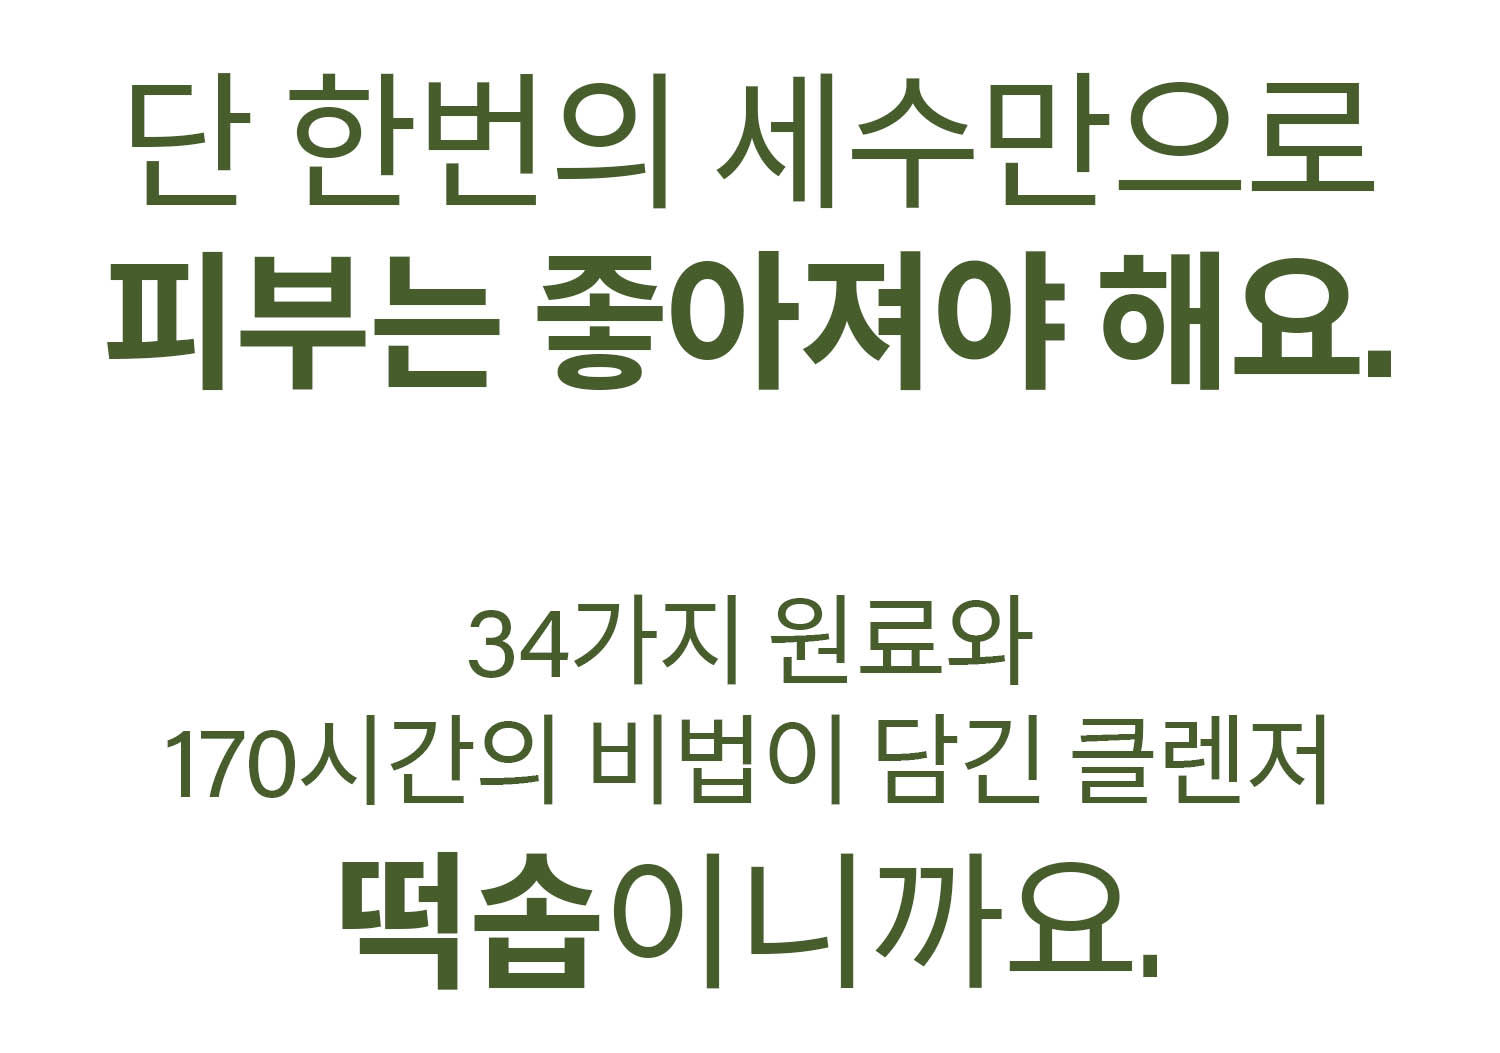 단 한번의 세수만으로
피부는 좋아져야 해요.
34가지 원료와
170시간의 비법이 담긴 클렌저
떡솝이니까요.